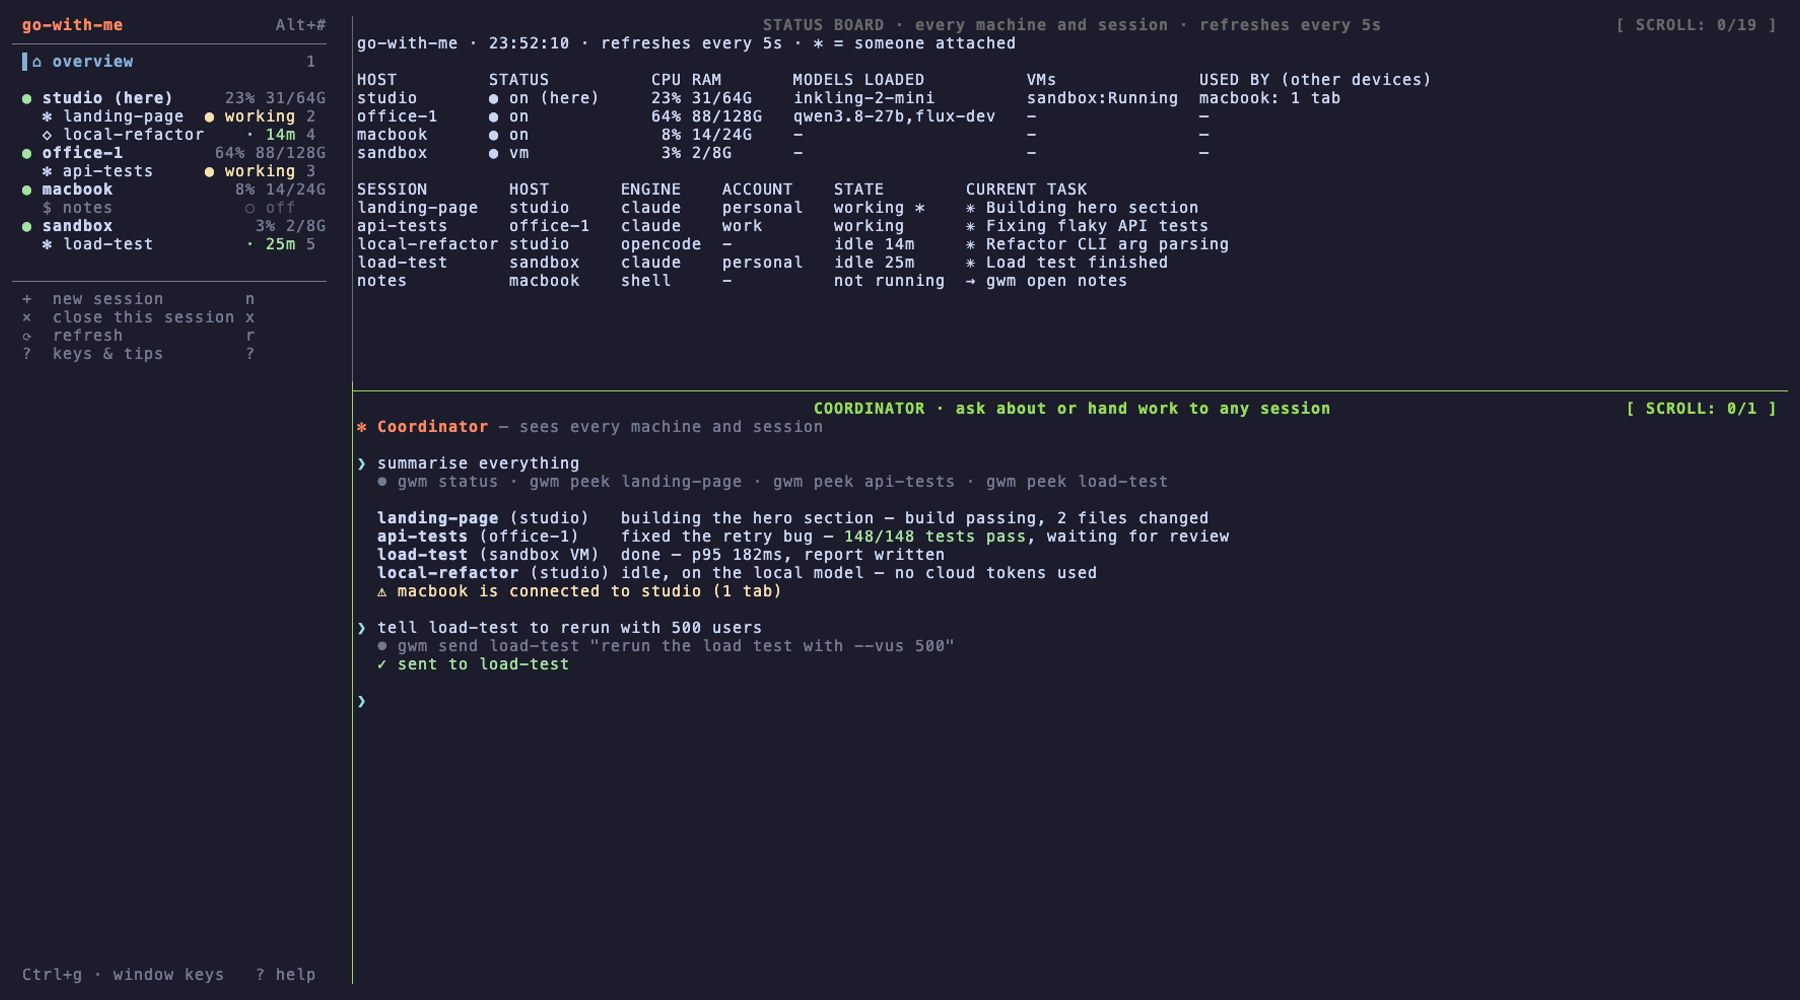 go-with-me Alt+#
⌂ overview 1
● studio (here) 23% 31/64G
✻ landing-page ● working 2
◇ local-refactor · 14m 4
● office-1 64% 88/128G
✻ api-tests ● working 3
● macbook 8% 14/24G
$ notes ○ off
● sandbox 3% 2/8G
✻ load-test · 25m 5
+ new session n
× close this session x
⟳ refresh r
? keys & tips ?
Ctrl+g · window keys ? help
STATUS BOARD · every machine and session · refreshes every 5s [ SCROLL: 0/19 ]
go-with-me · 23:52:10 · refreshes every 5s · * = someone attached
HOST STATUS CPU RAM MODELS LOADED VMs USED BY (other devices)
studio ● on (here) 23% 31/64G inkling-2-mini sandbox:Running macbook: 1 tab
office-1 ● on 64% 88/128G qwen3.8-27b,flux-dev — —
macbook ● on 8% 14/24G — — —
sandbox ● vm 3% 2/8G — — —
SESSION HOST ENGINE ACCOUNT STATE CURRENT TASK
landing-page studio claude personal working * ✳ Building hero section
api-tests office-1 claude work working ✳ Fixing flaky API tests
local-refactor studio opencode — idle 14m ✳ Refactor CLI arg parsing
load-test sandbox claude personal idle 25m ✳ Load test finished
notes macbook shell — not running → gwm open notes
COORDINATOR · ask about or hand work to any session [ SCROLL: 0/1 ]
✻ Coordinator — sees every machine and session
❯ summarise everything
● gwm status · gwm peek landing-page · gwm peek api-tests · gwm peek load-test
landing-page (studio) building the hero section — build passing, 2 files changed
api-tests (office-1) fixed the retry bug — 148/148 tests pass, waiting for review
load-test (sandbox VM) done — p95 182ms, report written
local-refactor (studio) idle, on the local model — no cloud tokens used
⚠ macbook is connected to studio (1 tab)
❯ tell load-test to rerun with 500 users
● gwm send load-test "rerun the load test with --vus 500"
✓ sent to load-test
❯